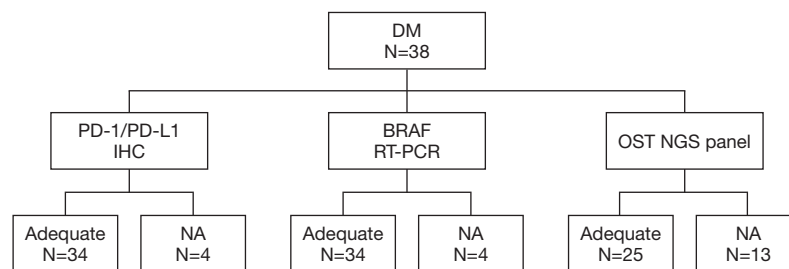 DM
N=38
PD-1/PD-L1
IHC
BRAF
RT-PCR
OST NGS panel
Adequate
N=34
NA
N=4
Adequate
N=34
NA
N=4
Adequate
N=25
NA
N=13